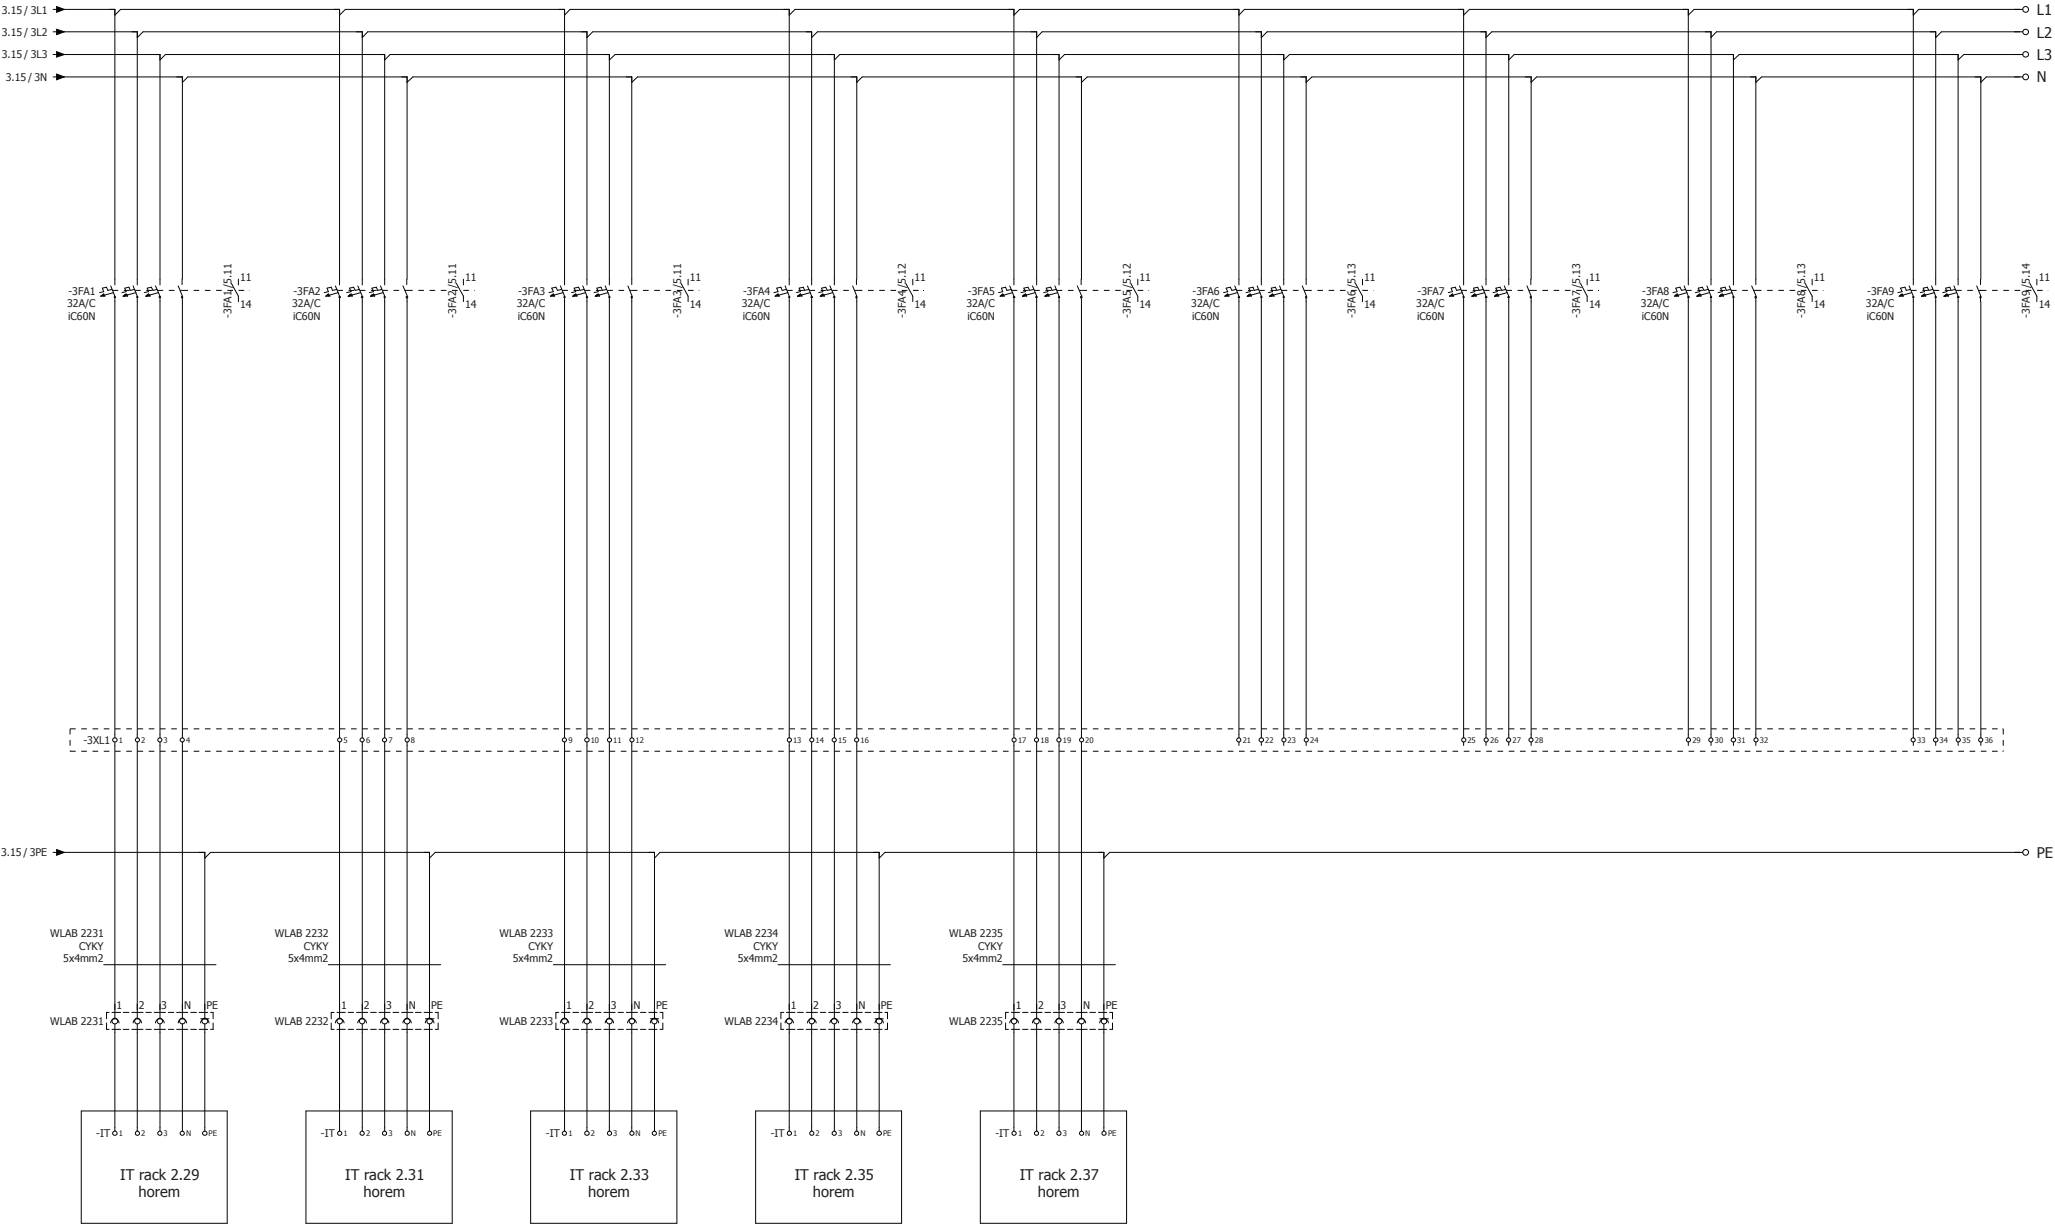 3.15 / 3L1 L1
3.15 / 3L2 L2
3.15 / 3L3 L3
3.15 / 3N N
-3FA1
32A/C
iC60N
-3FA1/5.11
11
14
-3FA2
32A/C
iC60N
-3FA2/5.11
11
14
-3FA3
32A/C
iC60N
-3FA3/5.11
11
14
-3FA4
32A/C
iC60N
-3FA4/5.12
11
14
-3FA5
32A/C
iC60N
-3FA5/5.12
11
14
-3FA6
32A/C
iC60N
-3FA6/5.13
11
14
-3FA7
32A/C
iC60N
-3FA7/5.13
11
14
-3FA8
32A/C
iC60N
-3FA8/5.13
11
14
-3FA9
32A/C
iC60N
-3FA9/5.14
11
14
-3XL1 1 2 3 4 5 6 7 8 9 10 11 12 13 14 15 16 17 18 19 20 21 22 23 24 25 26 27 28 29 30 31 32 33 34 35 36
3.15 / 3PE PE
WLAB 2231
CYKY
5x4mm2
1 2 3 N PE
WLAB 2231
-IT 1 2 3 N PE
IT rack 2.29
horem
WLAB 2232
CYKY
5x4mm2
1 2 3 N PE
WLAB 2232
-IT 1 2 3 N PE
IT rack 2.31
horem
WLAB 2233
CYKY
5x4mm2
1 2 3 N PE
WLAB 2233
-IT 1 2 3 N PE
IT rack 2.33
horem
WLAB 2234
CYKY
5x4mm2
1 2 3 N PE
WLAB 2234
-IT 1 2 3 N PE
IT rack 2.35
horem
WLAB 2235
CYKY
5x4mm2
1 2 3 N PE
WLAB 2235
-IT 1 2 3 N PE
IT rack 2.37
horem